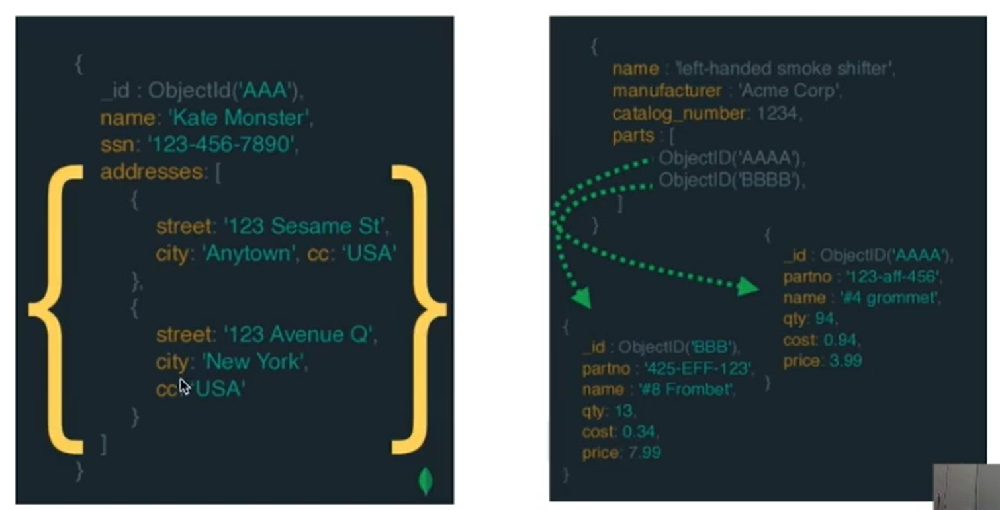 {
_id : ObjectId('AAA'),
name: 'Kate Monster',
ssn: '123-456-7890',
addresses: [
{
street: '123 Sesame St',
city: 'Anytown', cc: 'USA'
},
{
street: '123 Avenue Q',
city: 'New York',
cc: 'USA'
}
]
}
{
name : 'left-handed smoke shifter',
manufacturer : 'Acme Corp',
catalog_number: 1234,
parts : [
ObjectID('AAAA'),
ObjectID('BBBB'),
]
}
{
_id : ObjectID('AAAA'),
partno : '123-aff-456',
name : '#4 grommet',
qty: 94,
cost: 0.94,
price: 3.99
}
{
_id : ObjectID('BBB'),
partno : '425-EFF-123',
name : '#8 Frombet',
qty: 13,
cost: 0.34,
price: 7.99
}